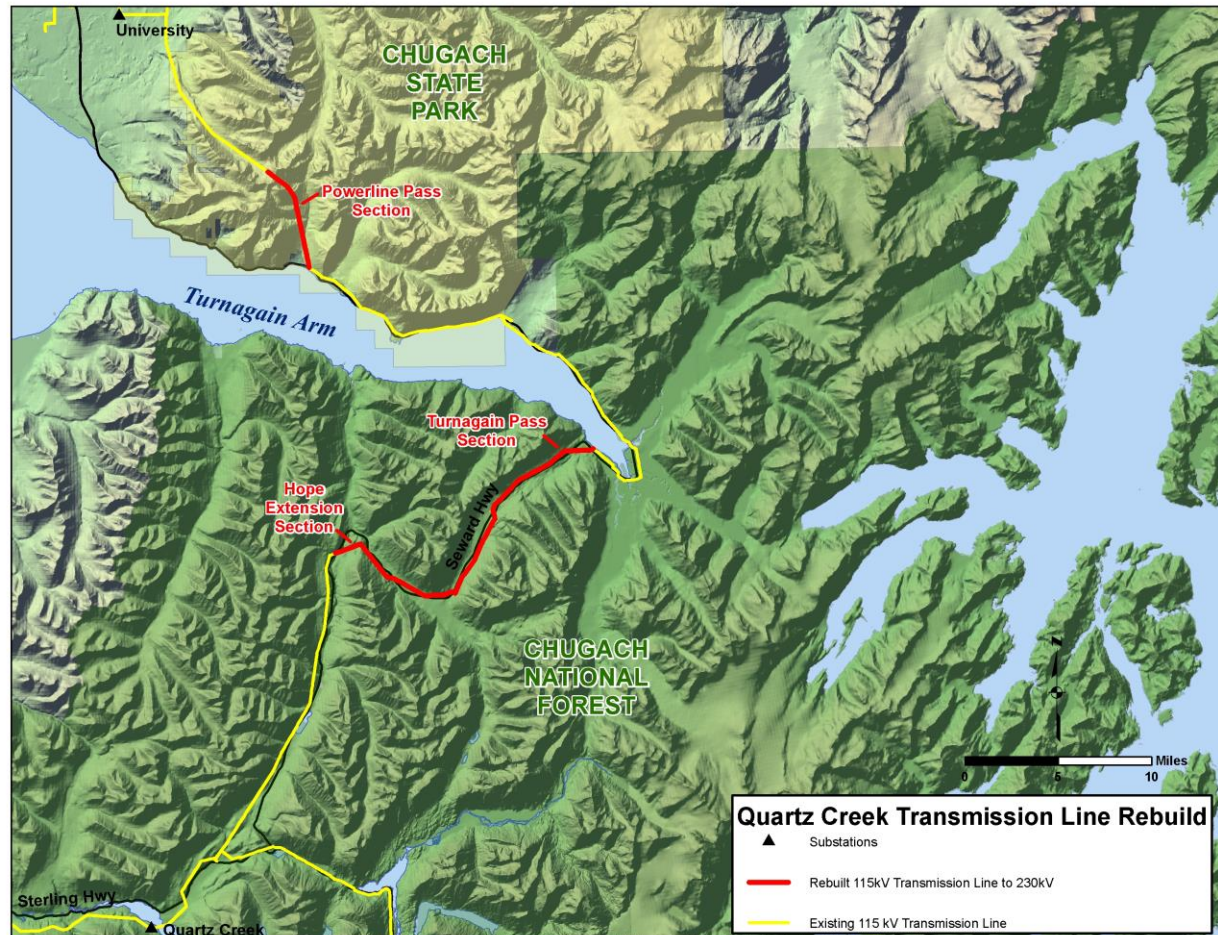 University
CHUGACH
STATE
PARK
Powerline Pass
Section
Turnagain Arm
Turnagain Pass
Section
Hope
Extension
Section
Seward Hwy
CHUGACH
NATIONAL
FOREST
N
Miles
0 5 10
Sterling Hwy
Quartz Creek
Quartz Creek Transmission Line Rebuild
Substations
Rebuilt 115kV Transmission Line to 230kV
Existing 115 kV Transmission Line